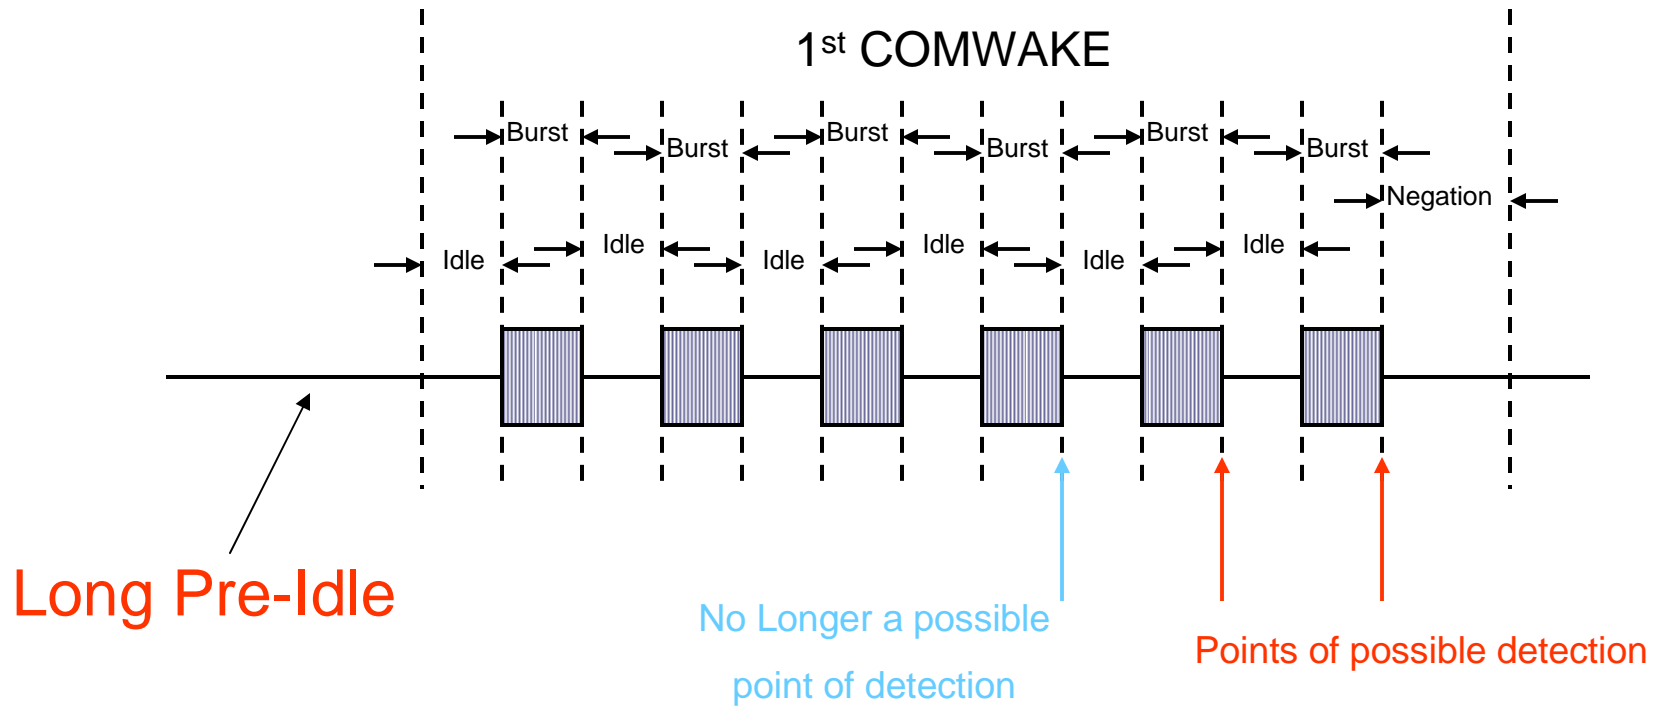 1st COMWAKE
Burst Burst Burst
Burst Burst Burst
Negation
Idle Idle Idle
Idle Idle Idle
Long Pre-Idle
No Longer a possible
point of detection
Points of possible detection